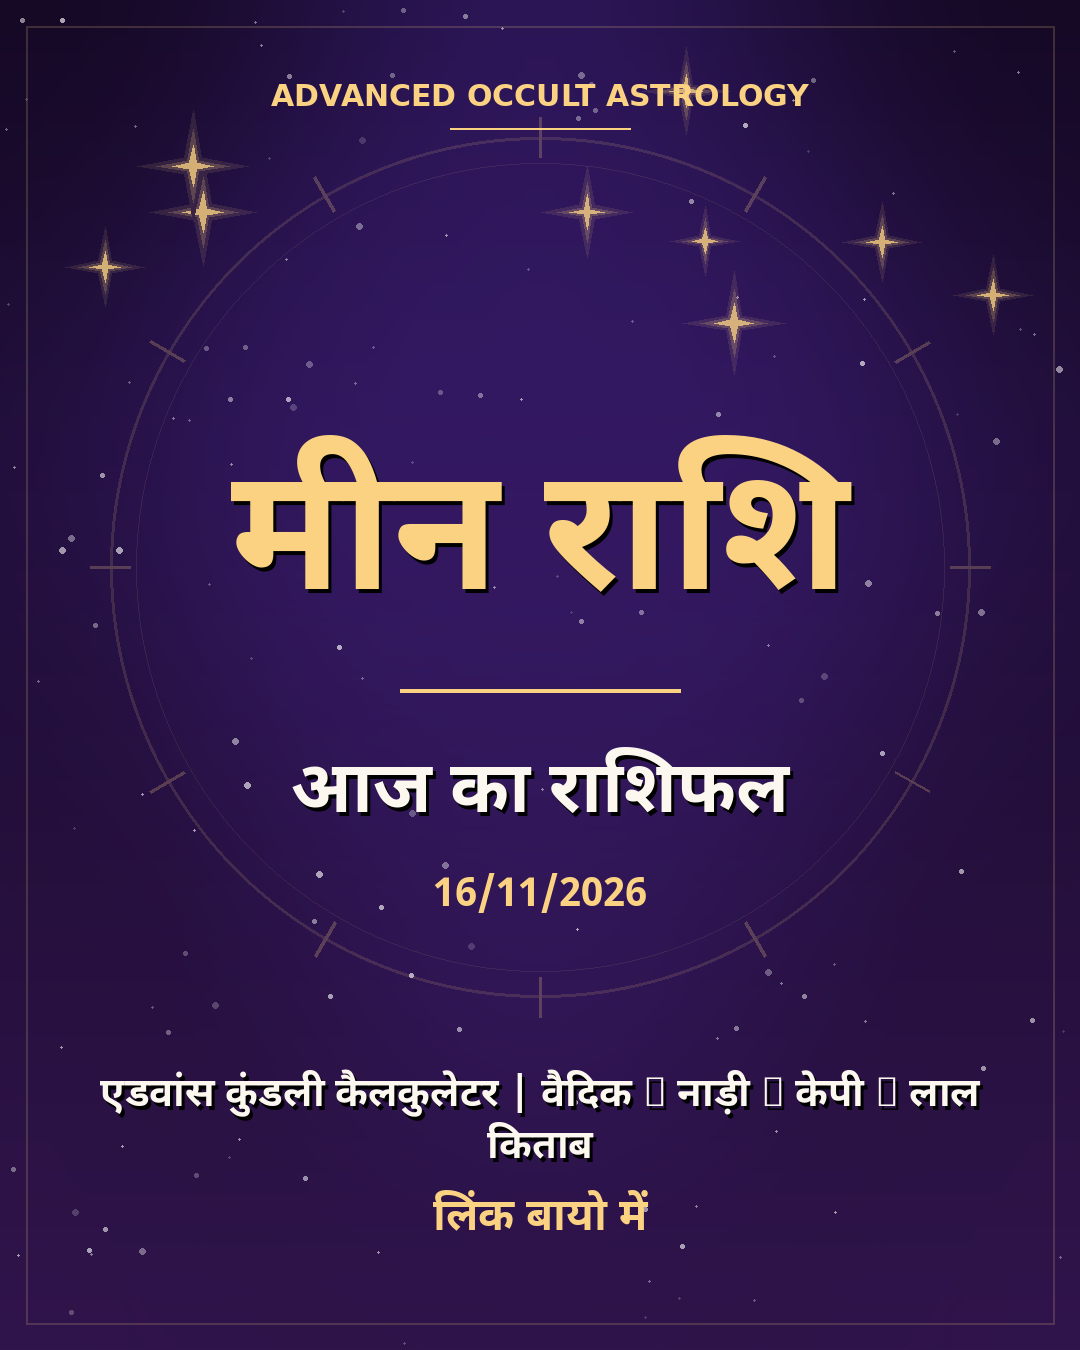 ADVANCED OCCULT ASTROLOGY
मीन राशि
आज का राशिफल
16/11/2026
एडवांस कुंडली कैलकुलेटर | वैदिक ▯ नाड़ी ▯ केपी ▯ लाल
किताब
लिंक बायो में